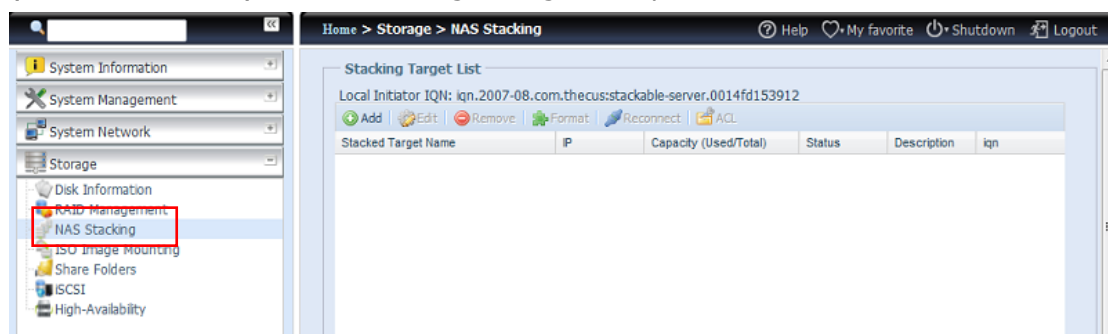 Home > Storage > NAS Stacking
Help My favorite Shutdown Logout
System Information
System Management
System Network
Storage
Disk Information
RAID Management
NAS Stacking
ISO Image Mounting
Share Folders
iSCSI
High-Availability
Stacking Target List
Local Initiator IQN: iqn.2007-08.com.thecus:stackable-server.0014fd153912
Add Edit Remove Format Reconnect ACL
Stacked Target Name IP Capacity (Used/Total) Status Description iqn